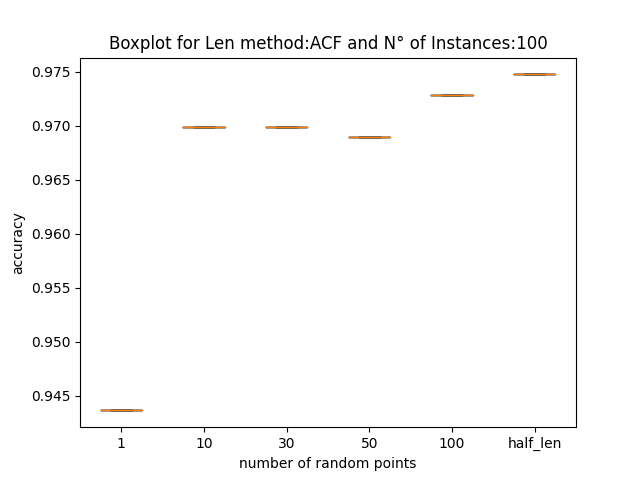 Boxplot for Len method:ACF and N° of Instances:100
0.975
0.970
0.965
0.960
0.955
0.950
0.945
accuracy
1 10 30 50 100 half_len
number of random points